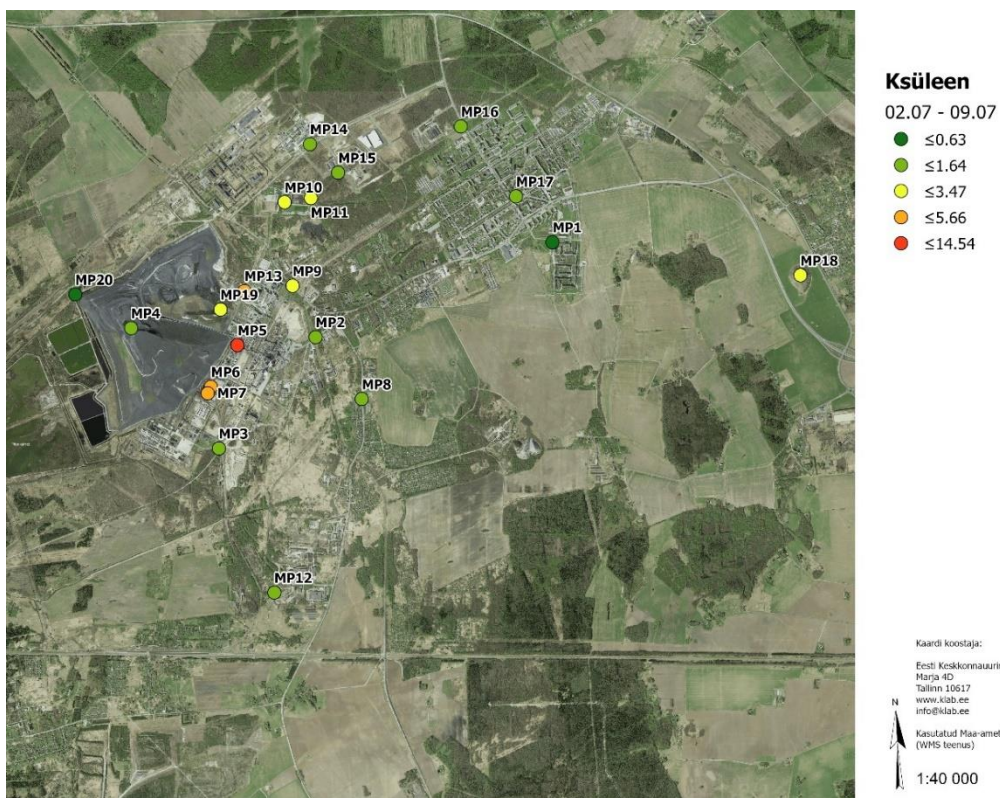 Ksüleen
02.07 - 09.07
≤0.63
≤1.64
≤3.47
≤5.66
≤14.54
MP16
MP14
MP15
MP17
MP10
MP11
MP1
MP18
MP20
MP13
MP9
MP19
MP4
MP5
MP2
MP6
MP7
MP8
MP3
MP12
Kaardi koostaja:
Eesti Keskkonnauurin
Marja 4D
Tallinn 10617
www.klab.ee
info@klab.ee
N
Kasutatud Maa-amet
(WMS teenus)
1:40 000